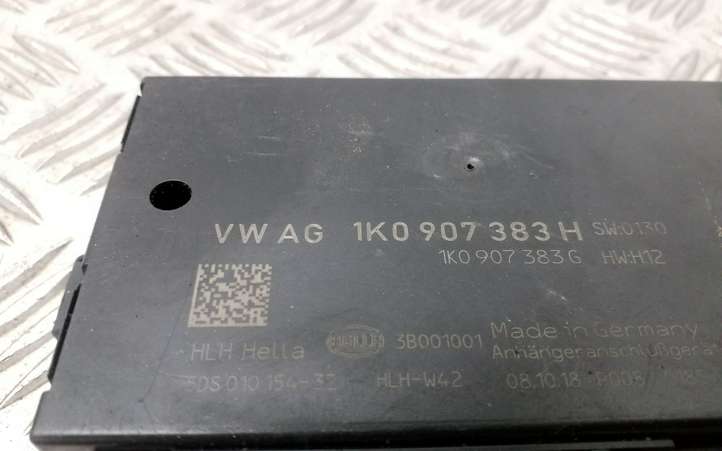 VW AG 1K0 907 383 H SW:0130
1K0 907 383 G HW:H12
HLH Hella HELLA 3B001001 Made in Germany
Anhängeranschlußgerät
5DS 010 154-32 HLH-W42 08.10.18